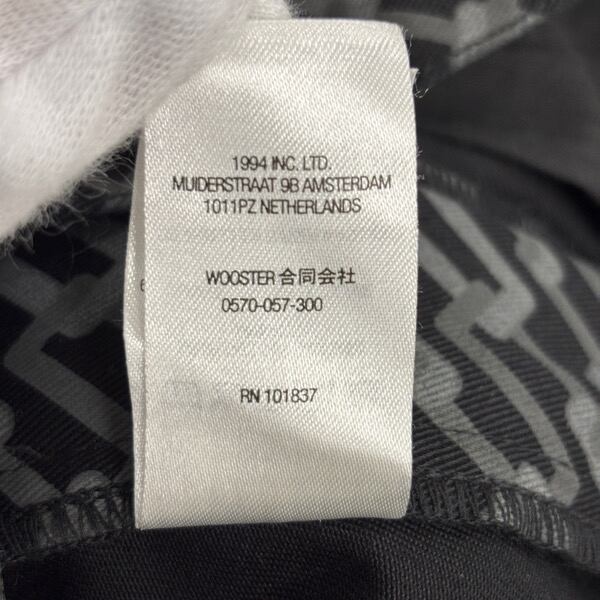 1994 INC. LTD.
MUIDERSTRAAT 9B AMSTERDAM
1011PZ NETHERLANDS
WOOSTER 合同会社
0570-057-300
RN 101837